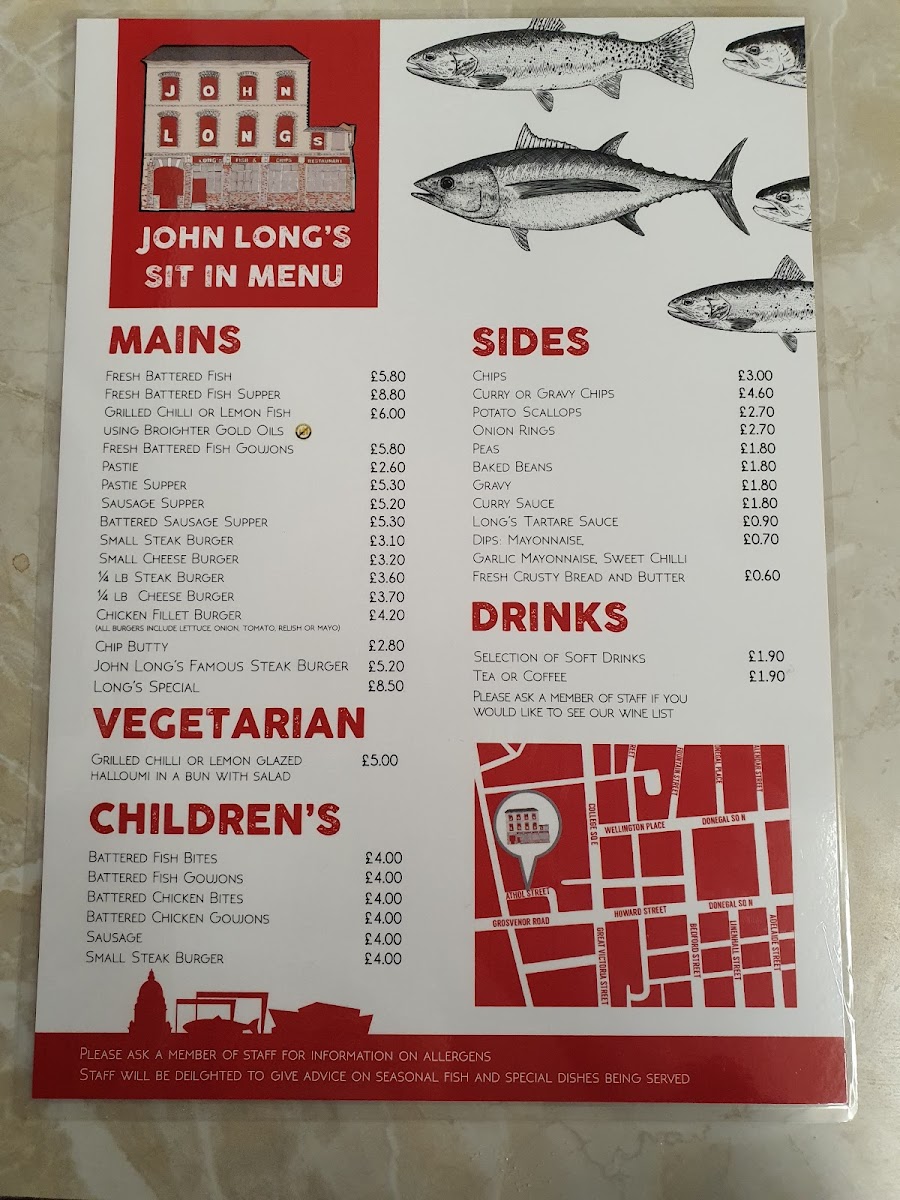 JOHN
LONGS
LONG'S FISH & CHIPS RESTAURANT
JOHN LONG'S
SIT IN MENU
MAINS
FRESH BATTERED FISH £5.80
FRESH BATTERED FISH SUPPER £8.80
GRILLED CHILLI OR LEMON FISH £6.00
USING BROIGHTER GOLD OILS
FRESH BATTERED FISH GOUJONS £5.80
PASTIE £2.60
PASTIE SUPPER £5.30
SAUSAGE SUPPER £5.20
BATTERED SAUSAGE SUPPER £5.30
SMALL STEAK BURGER £3.10
SMALL CHEESE BURGER £3.20
¼ LB STEAK BURGER £3.60
¼ LB CHEESE BURGER £3.70
CHICKEN FILLET BURGER £4.20
(ALL BURGERS INCLUDE LETTUCE ONION, TOMATO, RELISH OR MAYO)
CHIP BUTTY £2.80
JOHN LONG'S FAMOUS STEAK BURGER £5.20
LONG'S SPECIAL £8.50
VEGETARIAN
GRILLED CHILLI OR LEMON GLAZED £5.00
HALLOUMI IN A BUN WITH SALAD
CHILDREN'S
BATTERED FISH BITES £4.00
BATTERED FISH GOUJONS £4.00
BATTERED CHICKEN BITES £4.00
BATTERED CHICKEN GOUJONS £4.00
SAUSAGE £4.00
SMALL STEAK BURGER £4.00
SIDES
CHIPS £3.00
CURRY OR GRAVY CHIPS £4.60
POTATO SCALLOPS £2.70
ONION RINGS £2.70
PEAS £1.80
BAKED BEANS £1.80
GRAVY £1.80
CURRY SAUCE £1.80
LONG'S TARTARE SAUCE £0.90
DIPS: MAYONNAISE, £0.70
GARLIC MAYONNAISE, SWEET CHILLI
FRESH CRUSTY BREAD AND BUTTER £0.60
DRINKS
SELECTION OF SOFT DRINKS £1.90
TEA OR COFFEE £1.90
PLEASE ASK A MEMBER OF STAFF IF YOU
WOULD LIKE TO SEE OUR WINE LIST
STREET
FOUNTAIN STREET
PLACE
STREET
COLLEGE SQ E
WELLINGTON PLACE
DONEGAL SQ N
ATHOL STREET
GROSVENOR ROAD
HOWARD STREET
DONEGAL SQ N
GREAT VICTORIA STREET
BEDFORD STREET
LINENHALL STREET
ADELAIDE STREET
PLEASE ASK A MEMBER OF STAFF FOR INFORMATION ON ALLERGENS
STAFF WILL BE DEILGHTED TO GIVE ADVICE ON SEASONAL FISH AND SPECIAL DISHES BEING SERVED